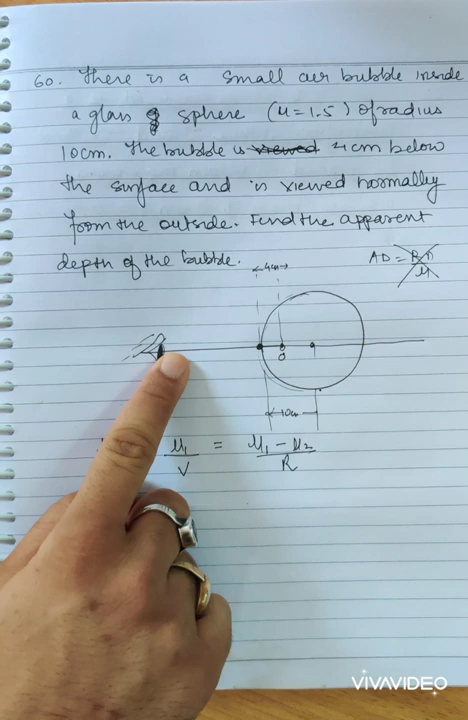 60. There is a small air bubble inside
a glass sphere (μ=1.5) of radius
10cm. The bubble is viewed 4cm below
the surface and is viewed normally
from the outside. Find the apparent
depth of the bubble.
AD = RD/μ
4cm
O
10cm
μ₁/V = μ₁ - μ₂/R
VIVAVIDEO